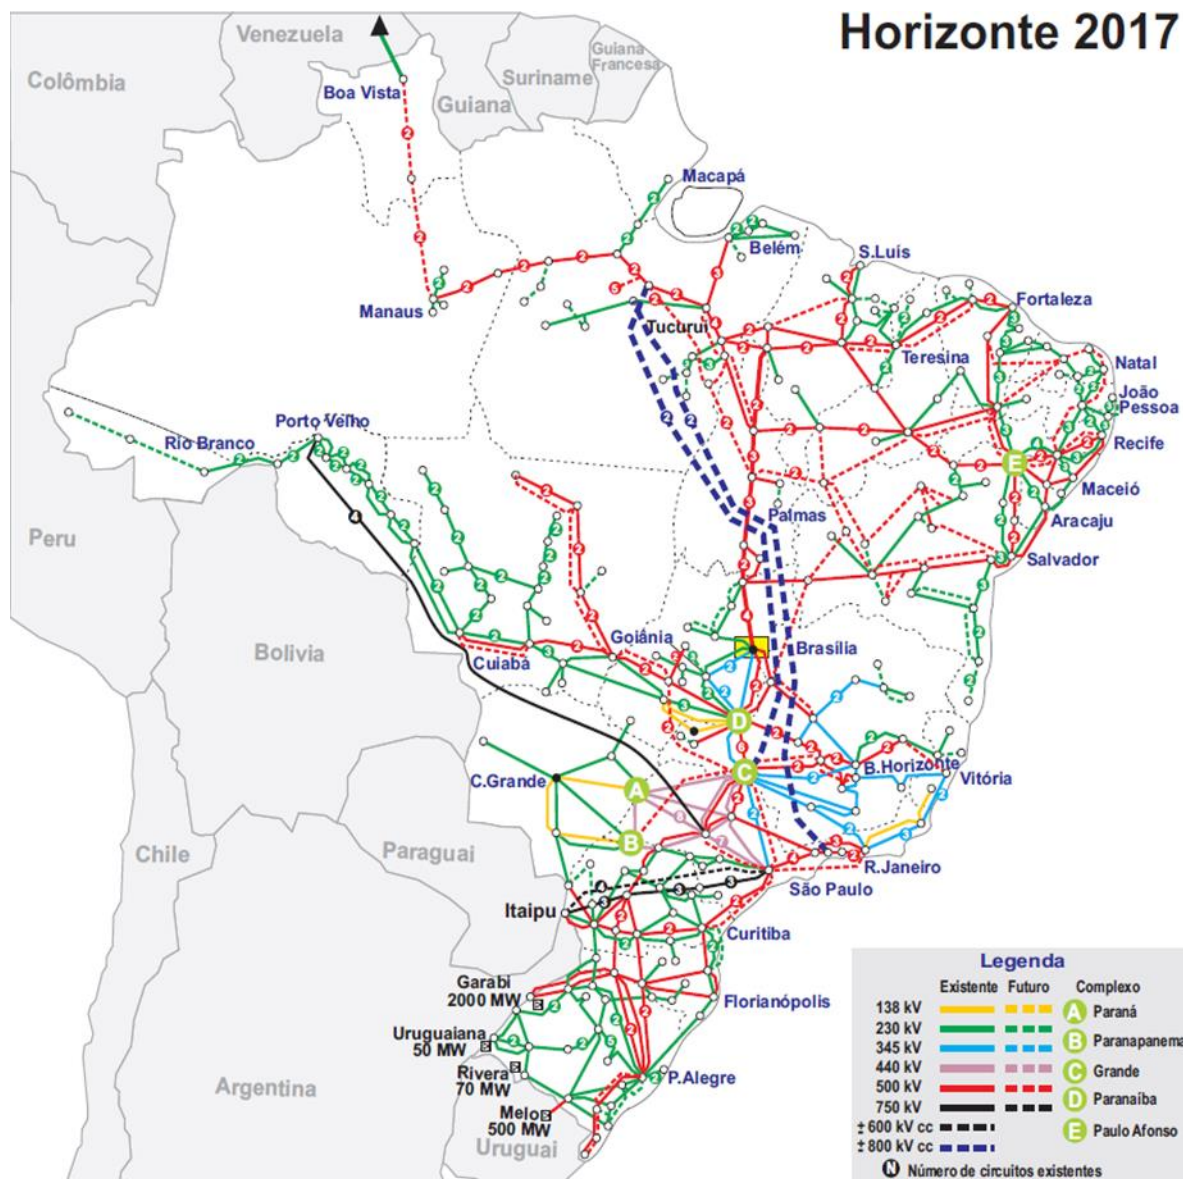 Horizonte 2017
Venezuela
Guiana
Francesa
Colômbia
Suriname
Boa Vista
Guiana
2
Macapá
2
Belém
S.Luís
Manaus
Fortaleza
Tucuruí
Teresina
Natal
João
Pessoa
Porto Velho
Rio Branco
Recife
E
Maceió
4
Palmas
Aracaju
Peru
Salvador
Goiânia
Brasília
Bolivia
Cuiabá
D
C
B.Horizonte
Vitória
C.Grande
A
B
Chile
Paraguai
R.Janeiro
São Paulo
Itaipu
Curitiba
Garabi
2000 MW
Florianópolis
Uruguaiana
50 MW
Rivera
70 MW
P.Alegre
Argentina
Melo
500 MW
Uruguai
Legenda
Existente Futuro Complexo
138 kV A Paraná
230 kV
345 kV B Paranapanema
440 kV C Grande
500 kV D Paranaíba
750 kV
± 600 kV cc E Paulo Afonso
± 800 kV cc
N Número de circuitos existentes